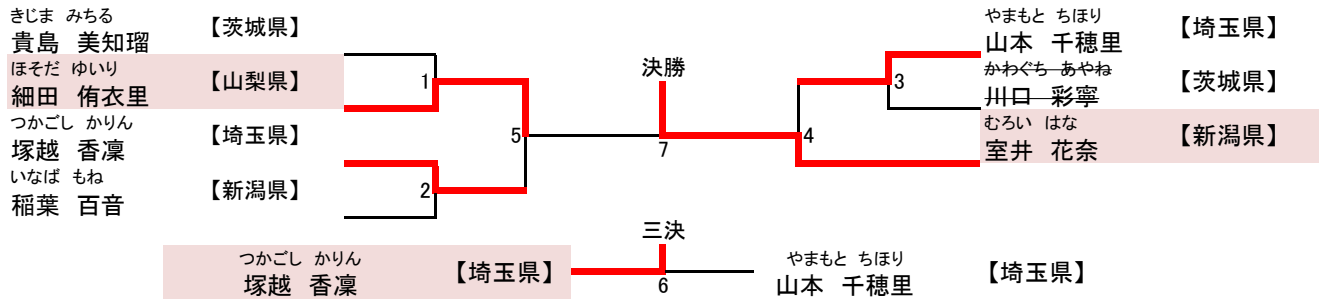 きじま みちる
貴島 美知瑠 【茨城県】
ほそだ ゆいり
細田 侑衣里 【山梨県】
つかごし かりん
塚越 香凜 【埼玉県】
いなば もね
稲葉 百音 【新潟県】
1
2
5
決勝
7
やまもと ちほり
山本 千穂里 【埼玉県】
かわぐち あやね
川口 彩寧 【茨城県】
むろい はな
室井 花奈 【新潟県】
3
4
三決
6
つかごし かりん
塚越 香凜 【埼玉県】
やまもと ちほり
山本 千穂里 【埼玉県】